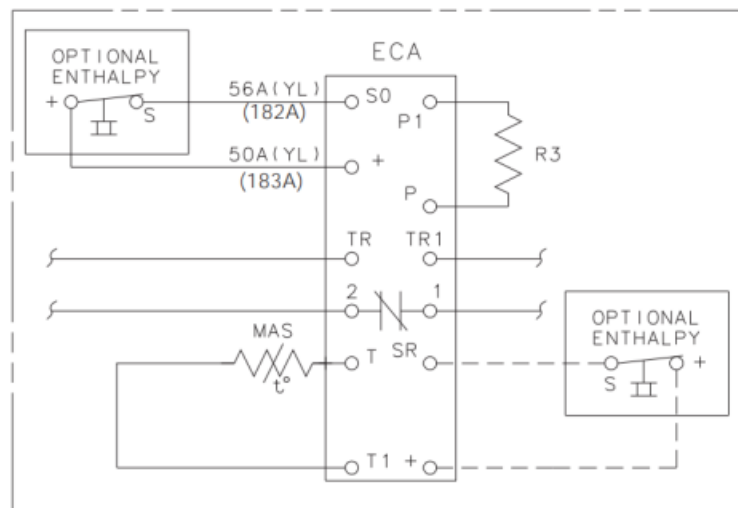 ECA
OPTIONAL
ENTHALPY
+
S
56A(YL)
(182A)
50A(YL)
(183A)
S0
P1
+
P
R3
TR
TR1
2
1
MAS
t°
T
SR
T1
+
OPTIONAL
ENTHALPY
S
+